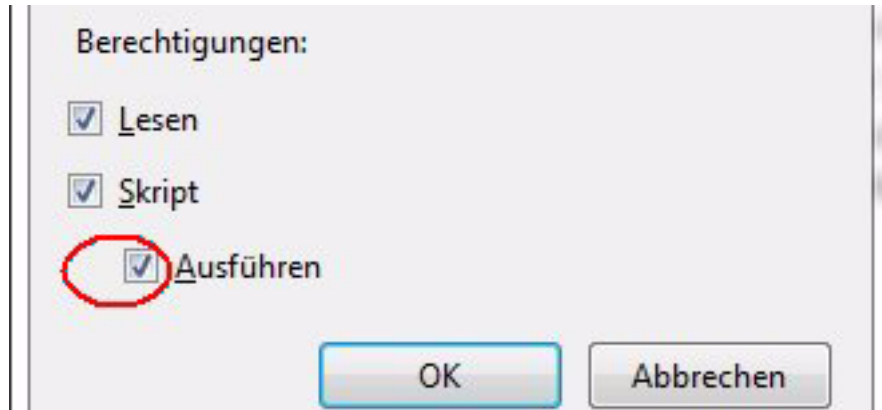 Berechtigungen:
Lesen
Skript
Ausführen
OK Abbrechen